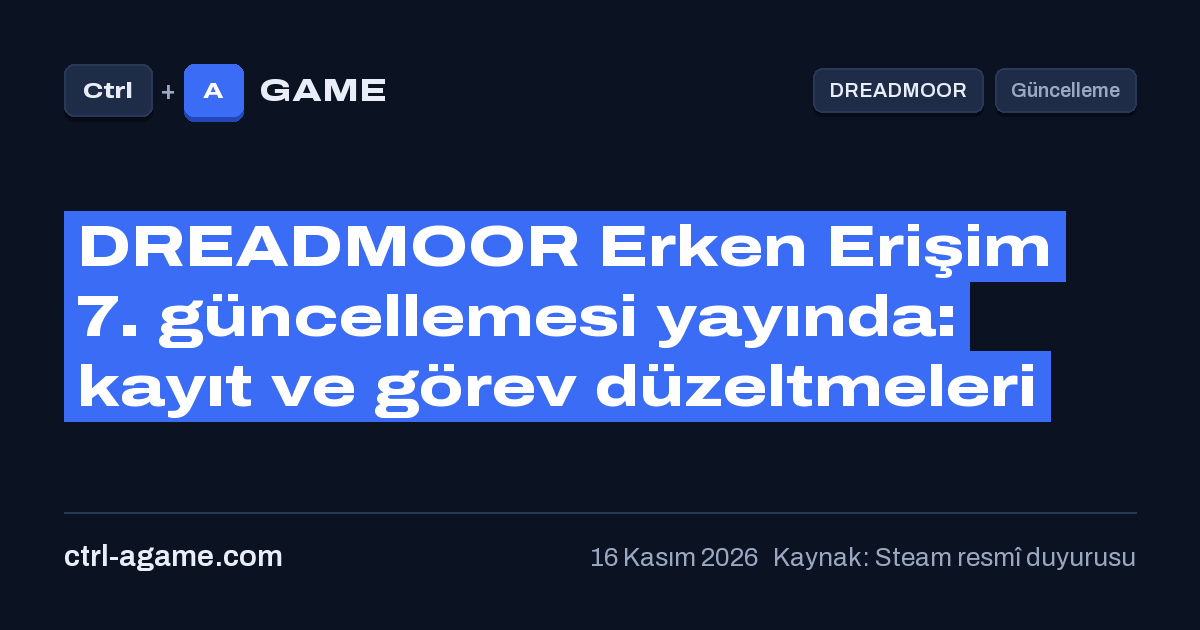 Ctrl + A GAME
DREADMOOR Güncelleme
DREADMOOR Erken Erişim
7. güncellemesi yayında:
kayıt ve görev düzeltmeleri
ctrl-agame.com
16 Kasım 2026 Kaynak: Steam resmî duyurusu